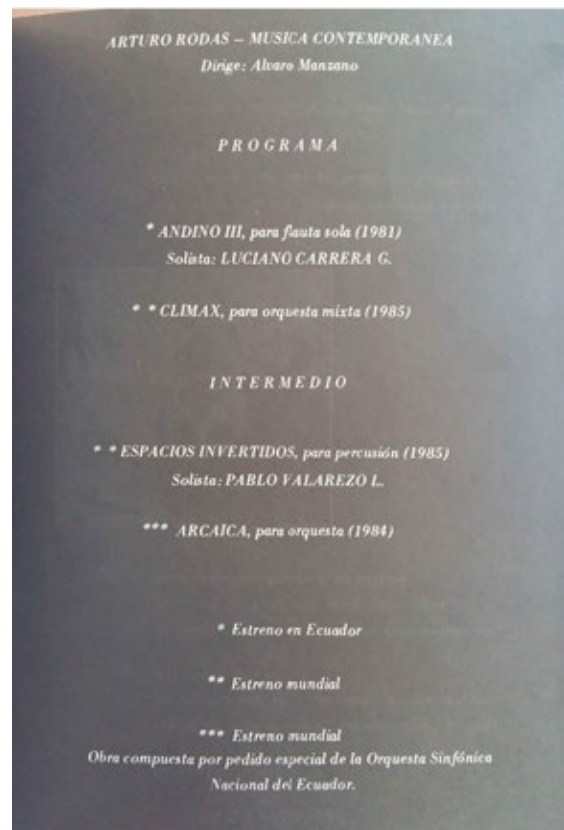 ARTURO RODAS – MUSICA CONTEMPORANEA
Dirige: Alvaro Manzano
PROGRAMA
* ANDINO III, para flauta sola (1981)
Solista: LUCIANO CARRERA G.
* * CLIMAX, para orquesta mixta (1985)
INTERMEDIO
* * ESPACIOS INVERTIDOS, para percusión (1985)
Solista: PABLO VALAREZO L.
*** ARCAICA, para orquesta (1984)
* Estreno en Ecuador
** Estreno mundial
*** Estreno mundial
Obra compuesta por pedido especial de la Orquesta Sinfónica
Nacional del Ecuador.